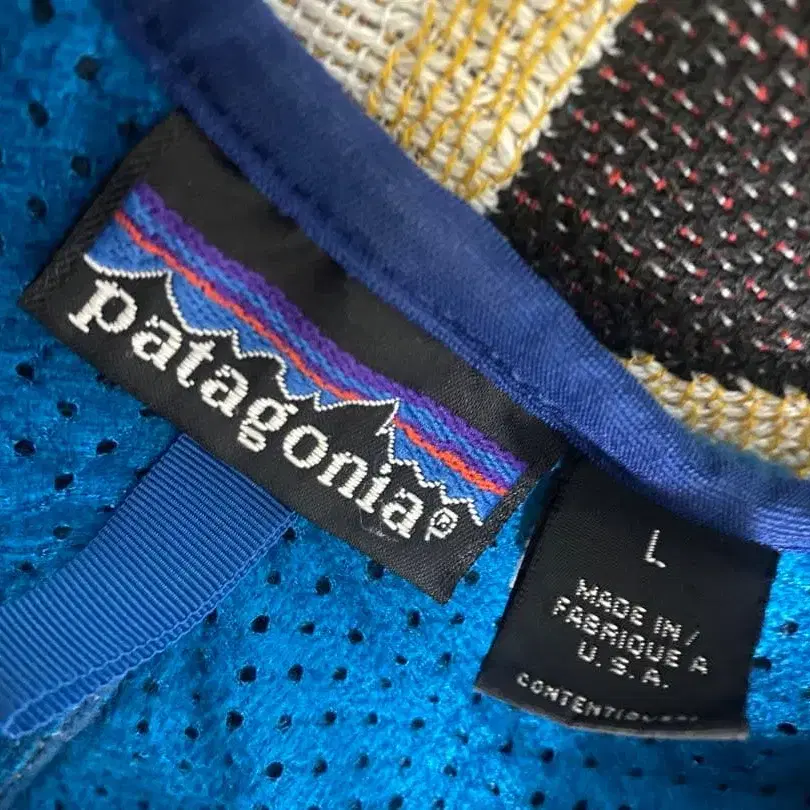 patagonia®
L
MADE IN/
FABRIQUE A
U.S.A.